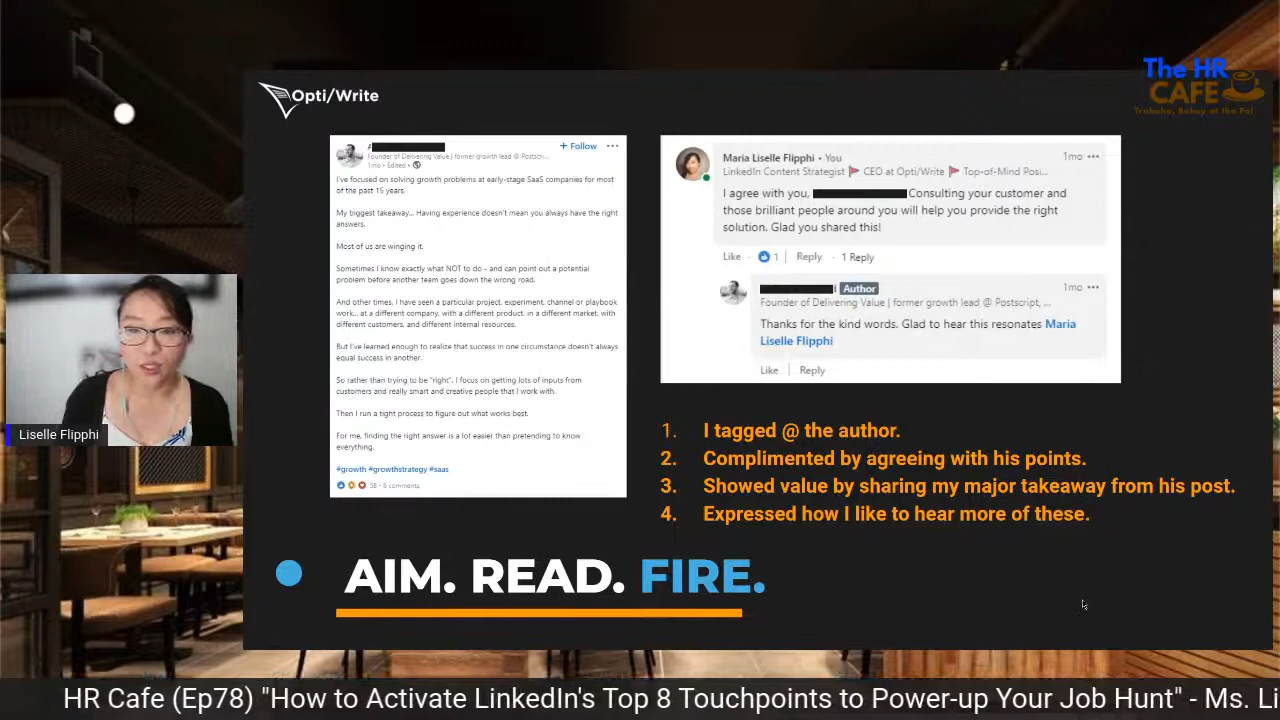 The HR
CAFE
Trabaho, Buhay at iba Pa!
Opti/Write
+ Follow
Founder of Delivering Value | former growth lead @ Postscri...
1mo • Edited •
I've focused on solving growth problems at early-stage SaaS companies for most
of the past 15 years.
My biggest takeaway... Having experience doesn't mean you always have the right
answers.
Most of us are winging it.
Sometimes I know exactly what NOT to do - and can point out a potential
problem before another team goes down the wrong road.
And other times, I have seen a particular project, experiment, channel or playbook
work... at a different company, with a different product, in a different market, with
different customers, and different internal resources.
But I've learned enough to realize that success in one circumstance doesn't always
equal success in another.
So rather than trying to be "right", I focus on getting lots of inputs from
customers and really smart and creative people that I work with.
Then I run a tight process to figure out what works best.
For me, finding the right answer is a lot easier than pretending to know
everything.
#growth #growthstrategy #saas
58 • 6 comments
Maria Liselle Flipphi • You
1mo
LinkedIn Content Strategist CEO at Opti/Write Top-of-Mind Posi...
I agree with you, Consulting your customer and
those brilliant people around you will help you provide the right
solution. Glad you shared this!
Like · 1 | Reply · 1 Reply
Author
1mo
Founder of Delivering Value | former growth lead @ Postscript, ...
Thanks for the kind words. Glad to hear this resonates Maria
Liselle Flipphi
Like | Reply
1. I tagged @ the author.
2. Complimented by agreeing with his points.
3. Showed value by sharing my major takeaway from his post.
4. Expressed how I like to hear more of these.
Liselle Flipphi
AIM. READ. FIRE.
HR Cafe (Ep78) "How to Activate LinkedIn's Top 8 Touchpoints to Power-up Your Job Hunt" - Ms. Li